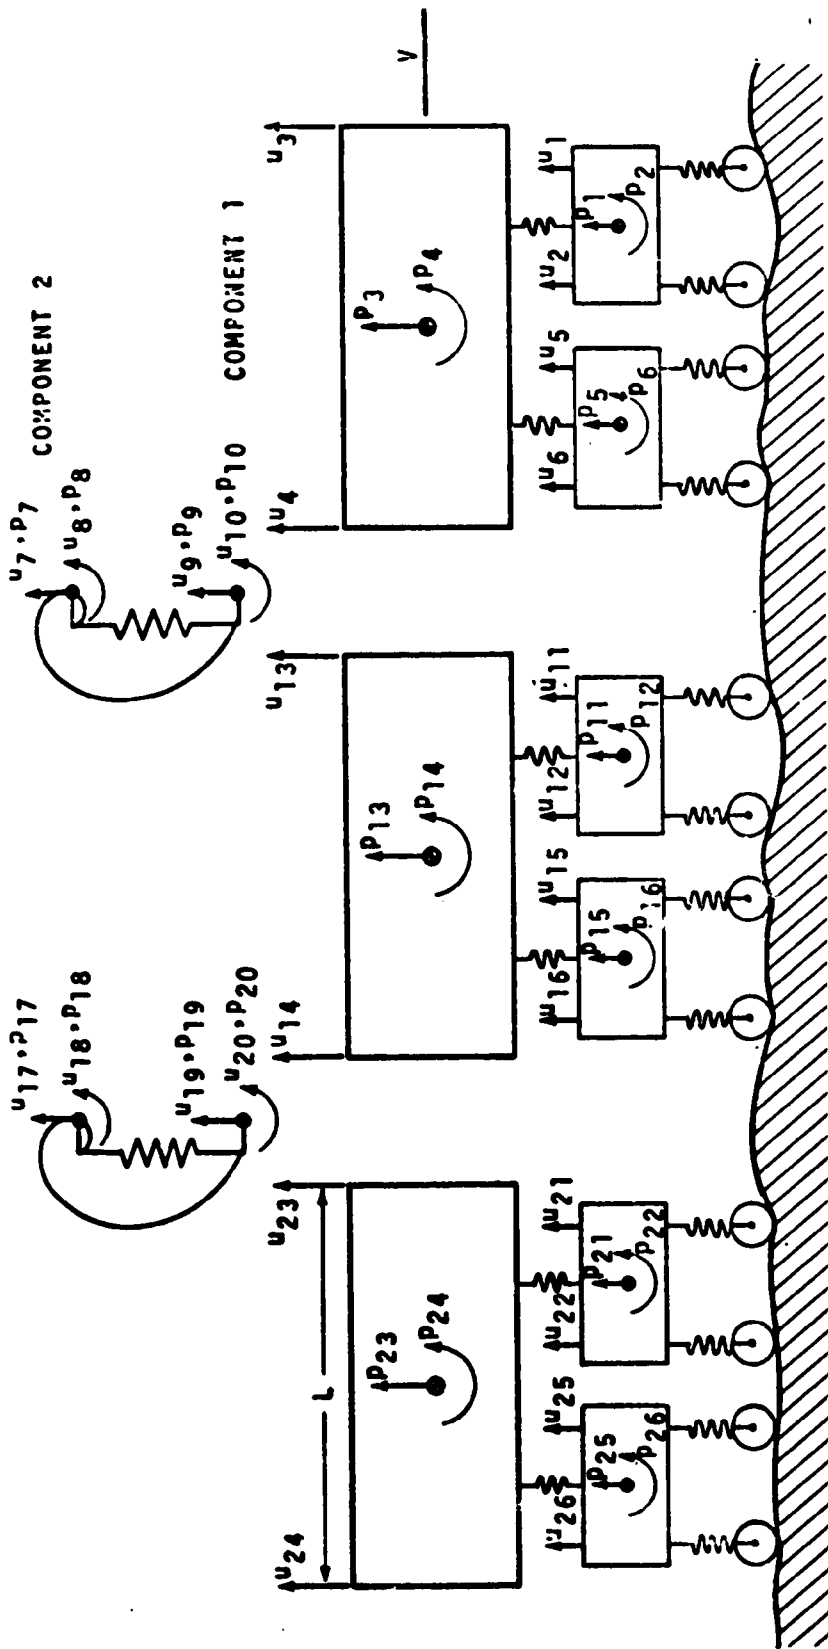 u17,p17 u7,p7
u18,p18 u8,p8 COMPONENT 2
u19,p19 u9,p9
u20,p20 u10,p10 COMPONENT 1
u24 u23 u14 u13 u4 u3
L
p23 p13 p3
p24 p14 p4 V
u26 u25 u22 u21 u16 u15 u12 u11 u6 u5 u2 u1
p25 p21 p15 p11 p5 p1
p26 p22 p16 p12 p6 p2